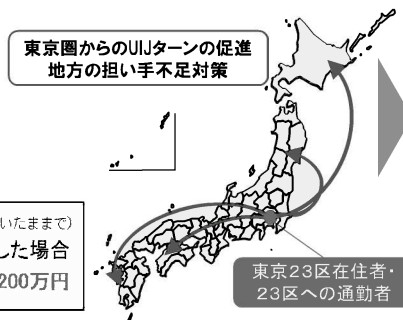 東京圏からのUIJターンの促進
地方の担い手不足対策
いたままで)
した場合
200万円
東京23区在住者・
23区への通勤者